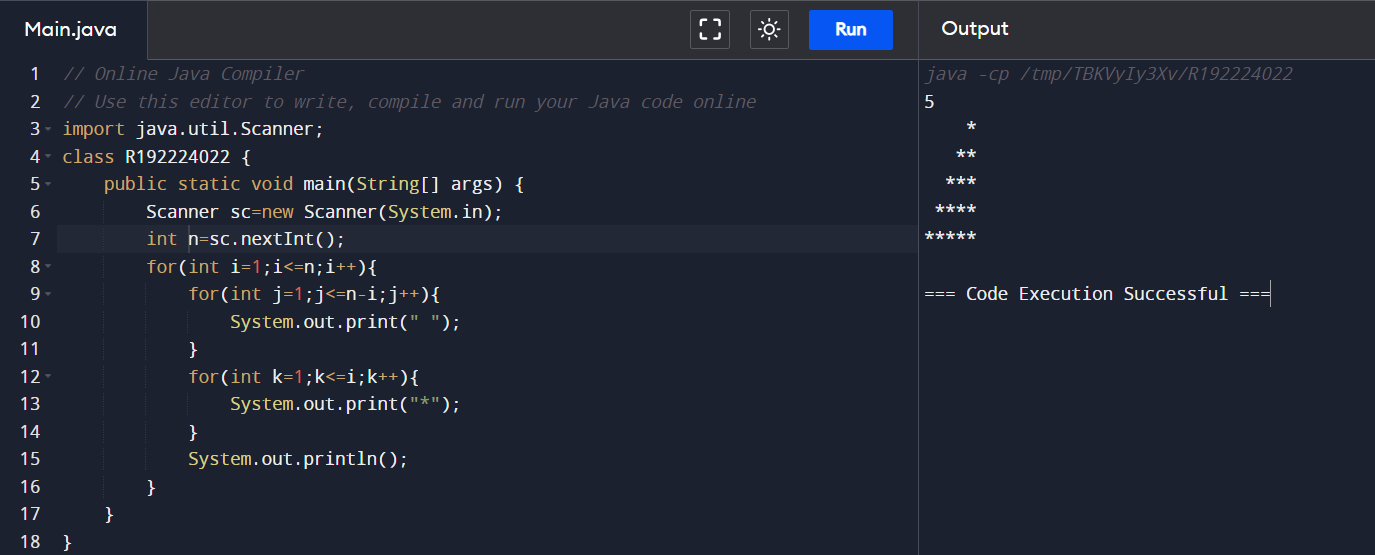 Main.java
Run
1 // Online Java Compiler
2 // Use this editor to write, compile and run your Java code online
3 import java.util.Scanner;
4 class R192224022 {
5     public static void main(String[] args) {
6         Scanner sc=new Scanner(System.in);
7         int n=sc.nextInt();
8         for(int i=1;i<=n;i++){
9             for(int j=1;j<=n-i;j++){
10                 System.out.print(" ");
11             }
12             for(int k=1;k<=i;k++){
13                 System.out.print("*");
14             }
15             System.out.println();
16         }
17     }
18 }
Output
java -cp /tmp/TBKVyIy3Xv/R192224022
5
    *
   **
  ***
 ****
*****
=== Code Execution Successful ===